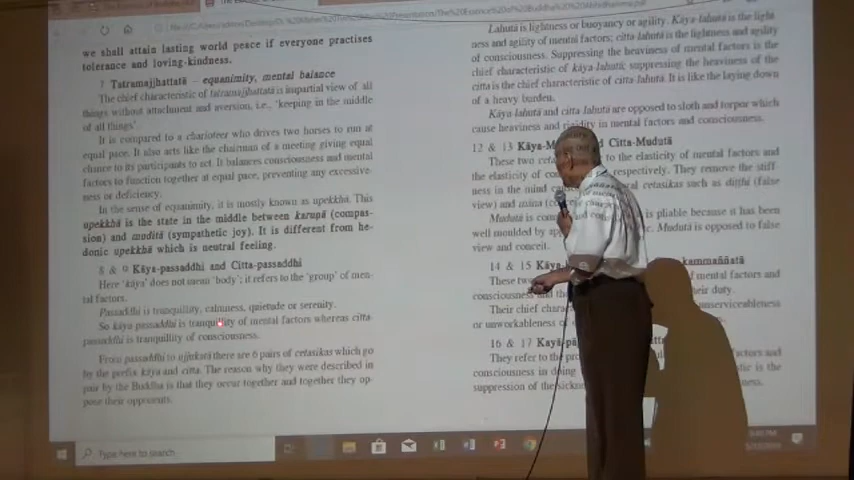 we shall attain lasting world peace if everyone practises
tolerance and loving-kindness.
7 Tatramajjhattatā – equanimity, mental balance
The chief characteristic of tatramajjhattatā is impartial view of all
things without attachment and aversion, i.e., 'keeping in the middle
of all things'.
It is compared to a charioteer who drives two horses to run at
equal pace. It also acts like the chairman of a meeting giving equal
chance to its participants to act. It balances consciousness and mental
factors to function together at equal pace, preventing any excessive-
ness or deficiency.
In the sense of equanimity, it is mostly known as upekkhā. This
upekkhā is the state in the middle between karuṇā (compas-
sion) and muditā (sympathetic joy). It is different from he-
donic upekkhā which is neutral feeling.
8 & 9 Kāya-passaddhi and Citta-passaddhi
Here 'kāya' does not mean 'body'; it refers to the 'group' of men-
tal factors.
Passaddhi is tranquility, calmness, quietude or serenity.
So kāya passaddhi is tranquillity of mental factors whereas citta
passaddhi is tranquillity of consciousness.
From passaddhi to ujjukatā there are 6 pairs of cetasikas which go
by the prefix kāya and citta. The reason why they were described in
pair by the Buddha is that they occur together and together they op-
pose their opponents.
Lahutā is lightness or buoyancy or agility. Kāya-lahutā is the light
ness and agility of mental factors; citta-lahutā is the lightness and agility
of consciousness. Suppressing the heaviness of mental factors is the
chief characteristic of kāya-lahutā; suppressing the heaviness of the
citta is the chief characteristic of citta-lahutā. It is like the laying down
of a heavy burden.
Kāya-lahutā and citta-lahutā are opposed to sloth and torpor which
cause heaviness and rigidity in mental factors and consciousness.
12 & 13 Kāya-M and Citta-Mudutā
These two to the elasticity of mental factors and
the elasticity of respectively. They remove the stiff-
ness in the mind cetasikas such as diṭṭhi (false
view) and māna
Mudutā is is pliable because it has been
well moulded by Mudutā is opposed to false
view and conceit.
14 & 15 Kāya kammaññatā
These two of mental factors and
consciousness their duty.
Their chief unserviceableness
or unworkableness
16 & 17 Kāya
They refer to the factors and
consciousness in doing is the
suppression of the
Type here to search